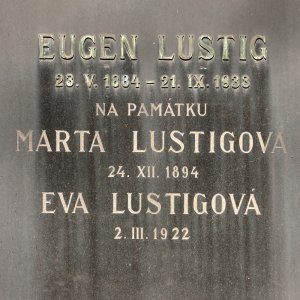 EUGEN LUSTIG
23. V. 1884 – 21. IX. 1933
NA PAMÁTKU
MARTA LUSTIGOVÁ
24. XII. 1894
EVA LUSTIGOVÁ
2. III. 1922